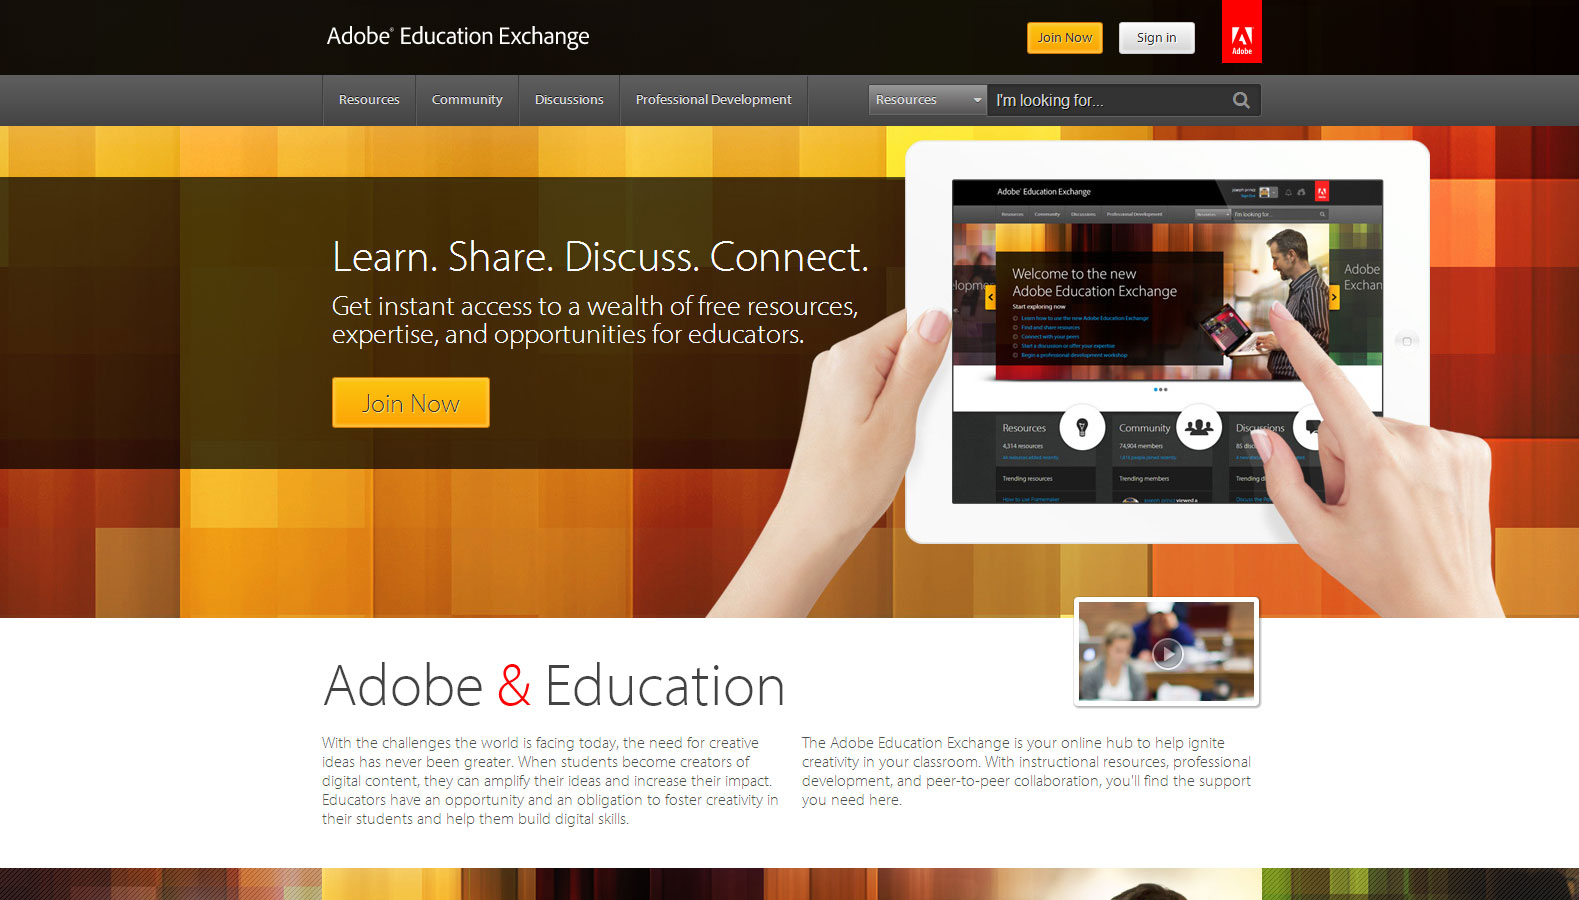 Adobe® Education Exchange
Join Now
Sign in
Adobe
Resources
Community
Discussions
Professional Development
Resources
I'm looking for...
Learn. Share. Discuss. Connect.
Get instant access to a wealth of free resources,
expertise, and opportunities for educators.
Join Now
Adobe® Education Exchange
joseph prinez
Sign Out
Resources
Community
Discussions
Professional Development
Resources
I'm looking for...
Welcome to the new
Adobe Education Exchange
Start exploring now
Learn how to use the new Adobe Education Exchange
Find and share resources
Connect with your peers
Start a discussion or offer your expertise
Begin a professional development workshop
Adobe
Exchan
Resources
4,314 resources
Trending resources
How to use Framemaker
Community
74,904 members
Trending members
viewed a
Discussions
85
Trending
Adobe & Education
With the challenges the world is facing today, the need for creative
ideas has never been greater. When students become creators of
digital content, they can amplify their ideas and increase their impact.
Educators have an opportunity and an obligation to foster creativity in
their students and help them build digital skills.
The Adobe Education Exchange is your online hub to help ignite
creativity in your classroom. With instructional resources, professional
development, and peer-to-peer collaboration, you'll find the support
you need here.